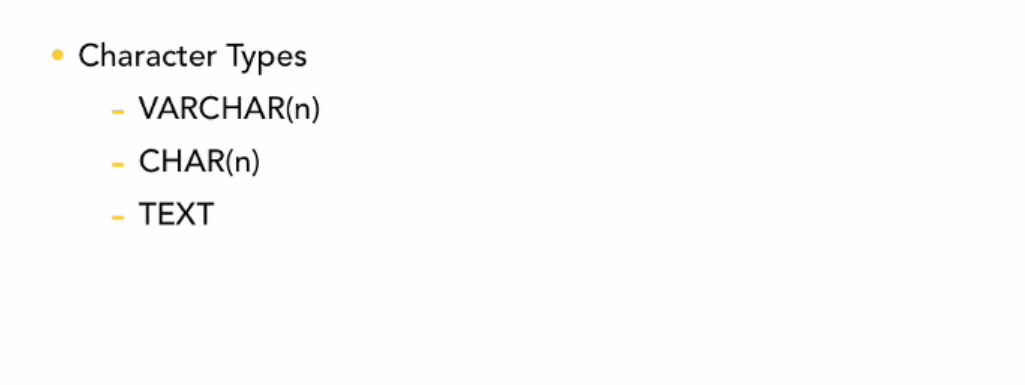 • Character Types
- VARCHAR(n)
- CHAR(n)
- TEXT